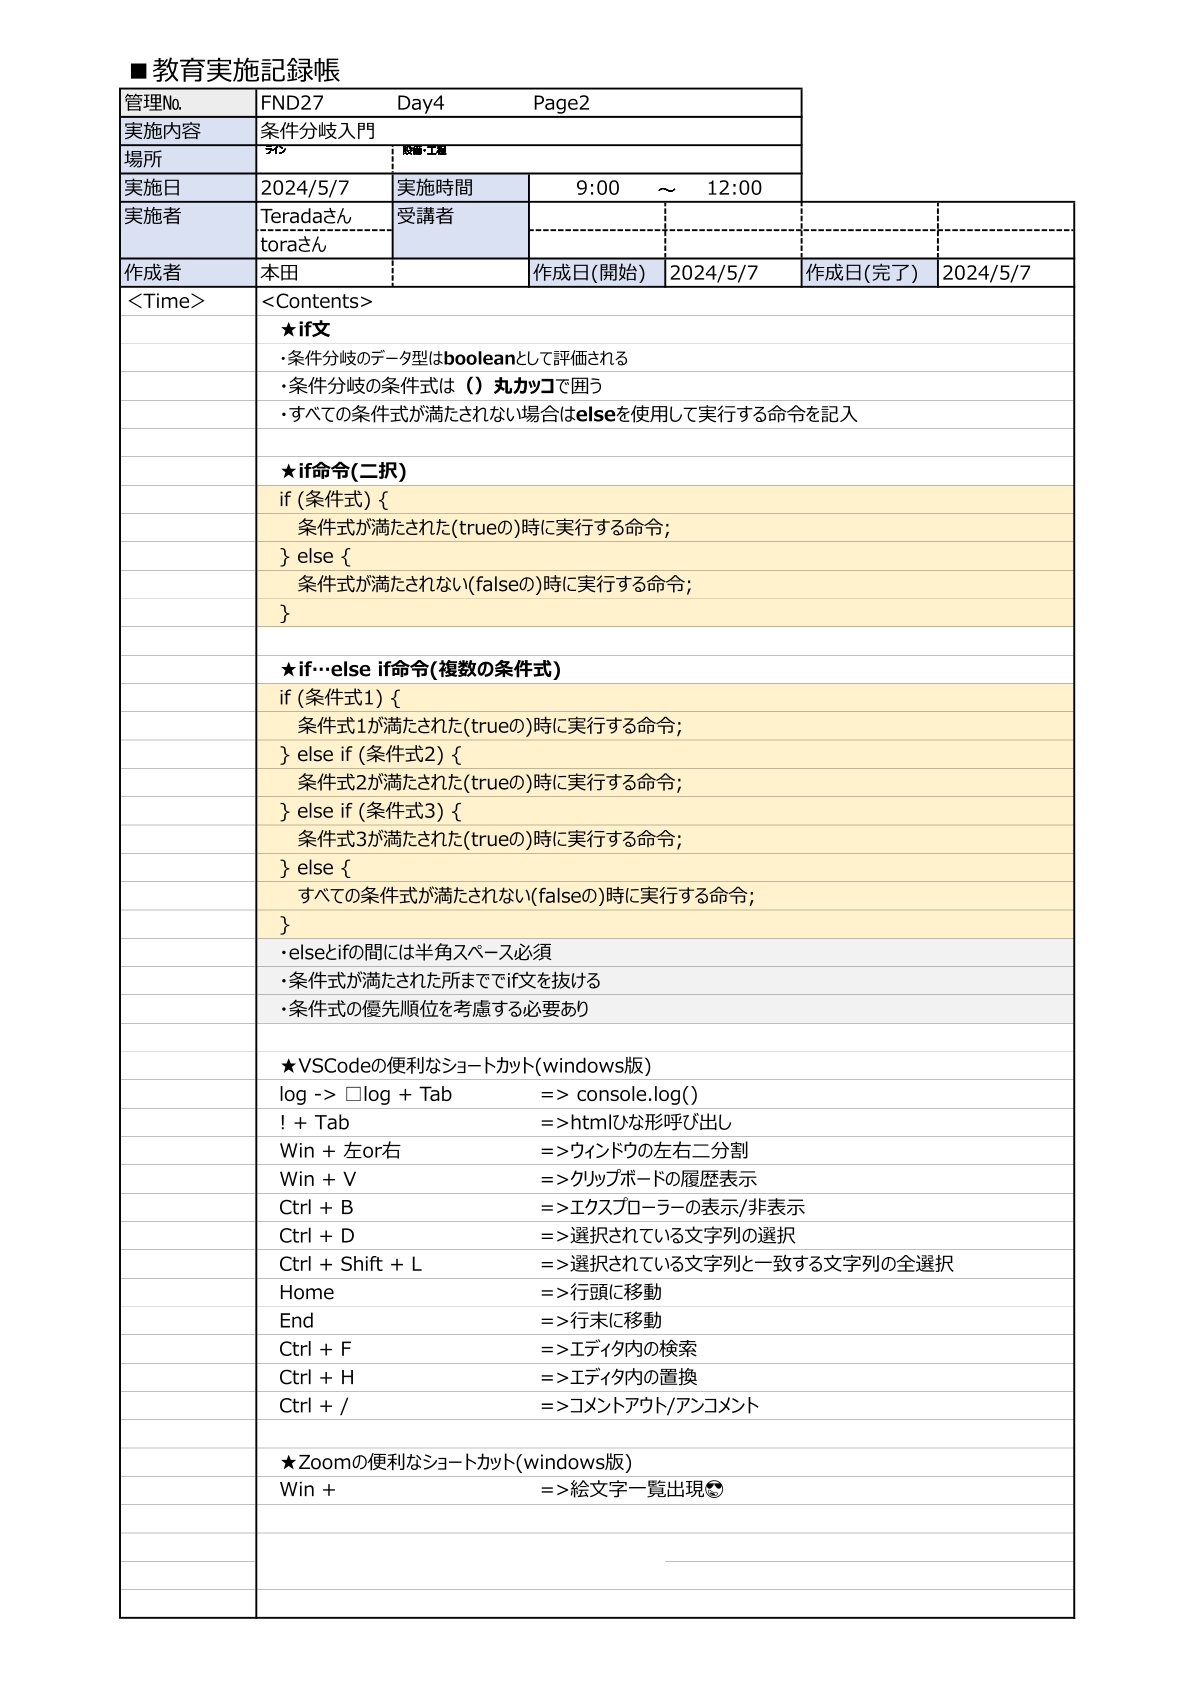 ■教育実施記録帳
管理№ FND27 Day4 Page2
実施内容 条件分岐入門
場所 ライン 設備・工程
実施日 2024/5/7 実施時間 9:00 ～ 12:00
実施者 Teradaさん 受講者
toraさん
作成者 本田 作成日(開始) 2024/5/7 作成日(完了) 2024/5/7
＜Time＞ <Contents>
★if文
・条件分岐のデータ型はbooleanとして評価される
・条件分岐の条件式は（）丸カッコで囲う
・すべての条件式が満たされない場合はelseを使用して実行する命令を記入
★if命令(二択)
if (条件式) {
条件式が満たされた(trueの)時に実行する命令;
} else {
条件式が満たされない(falseの)時に実行する命令;
}
★if…else if命令(複数の条件式)
if (条件式1) {
条件式1が満たされた(trueの)時に実行する命令;
} else if (条件式2) {
条件式2が満たされた(trueの)時に実行する命令;
} else if (条件式3) {
条件式3が満たされた(trueの)時に実行する命令;
} else {
すべての条件式が満たされない(falseの)時に実行する命令;
}
・elseとifの間には半角スペース必須
・条件式が満たされた所まででif文を抜ける
・条件式の優先順位を考慮する必要あり
★VSCodeの便利なショートカット(windows版)
log -> □log + Tab => console.log()
! + Tab =>htmlひな形呼び出し
Win + 左or右 =>ウィンドウの左右二分割
Win + V =>クリップボードの履歴表示
Ctrl + B =>エクスプローラーの表示/非表示
Ctrl + D =>選択されている文字列の選択
Ctrl + Shift + L =>選択されている文字列と一致する文字列の全選択
Home =>行頭に移動
End =>行末に移動
Ctrl + F =>エディタ内の検索
Ctrl + H =>エディタ内の置換
Ctrl + / =>コメントアウト/アンコメント
★Zoomの便利なショートカット(windows版)
Win + =>絵文字一覧出現😎